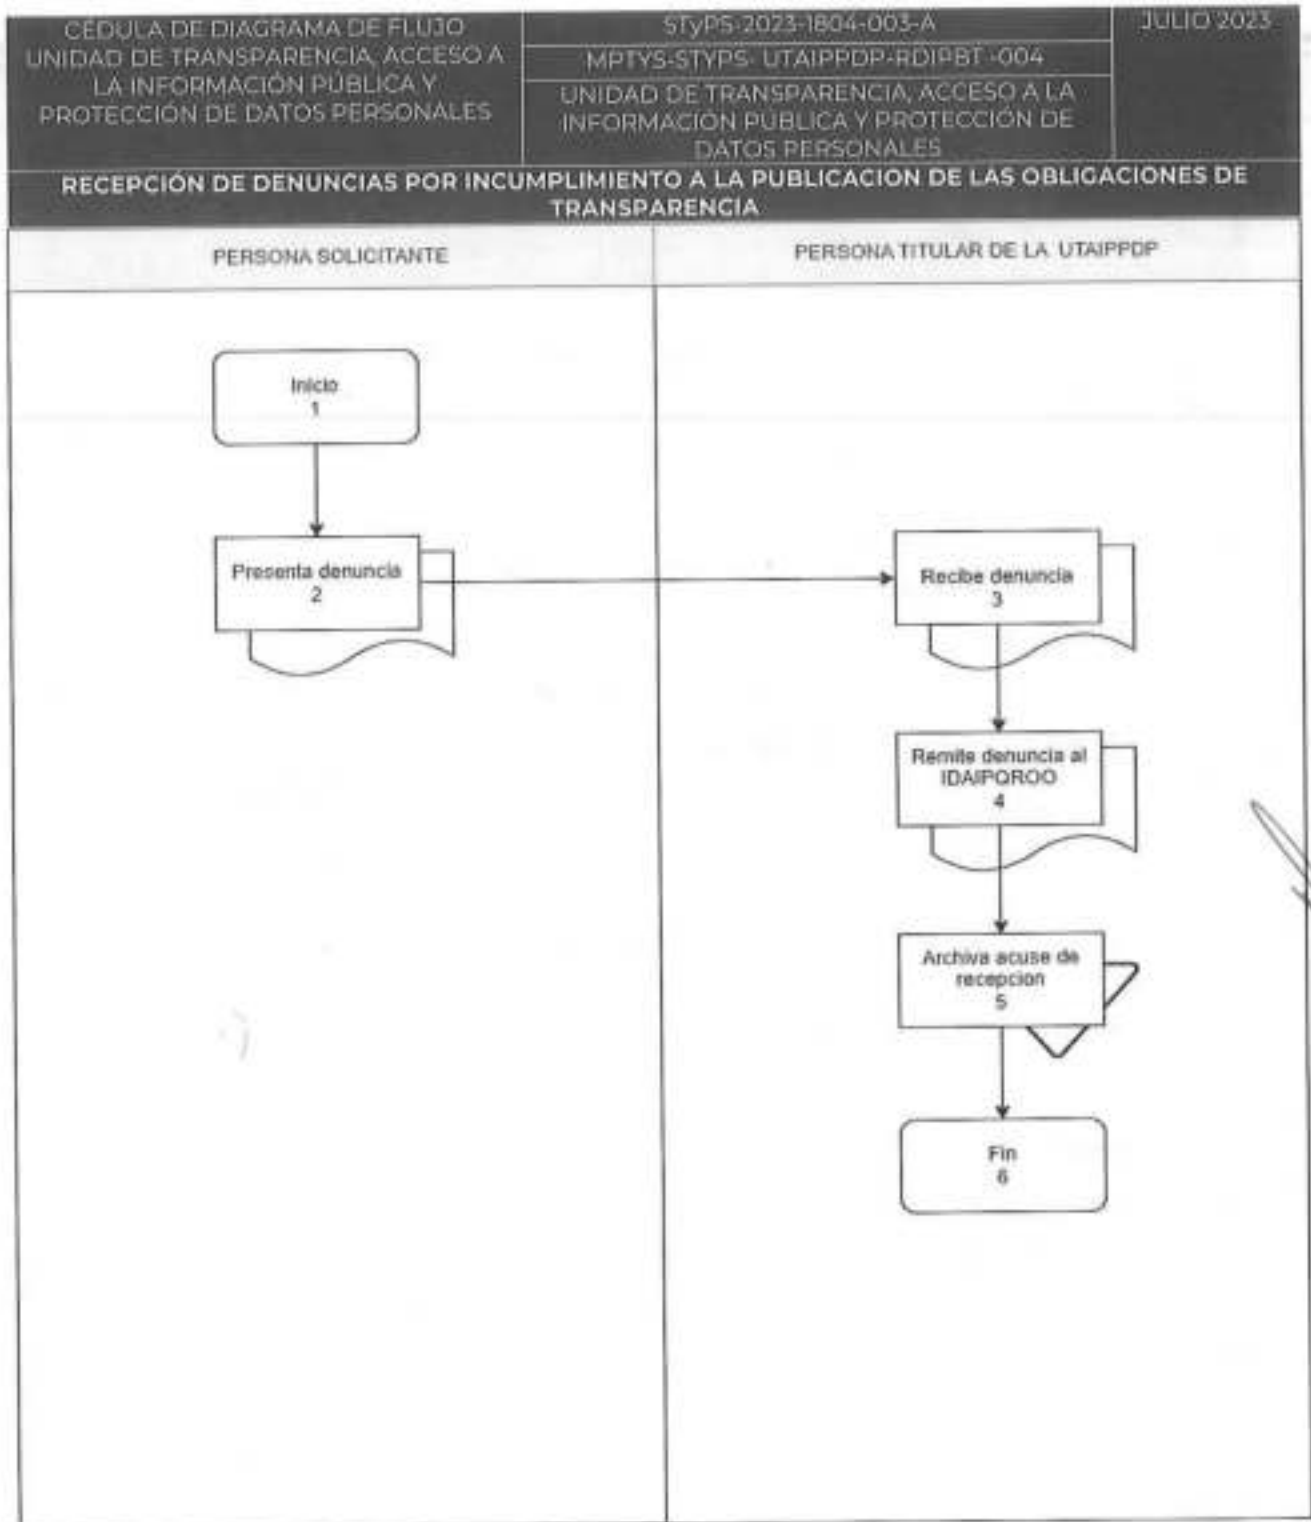 CÉDULA DE DIAGRAMA DE FLUJO
UNIDAD DE TRANSPARENCIA, ACCESO A
LA INFORMACIÓN PÚBLICA Y
PROTECCIÓN DE DATOS PERSONALES
STyPS-2023-1804-003-A
MPTYS-STYPS- UTAIPPDP-RDIPBT -004
UNIDAD DE TRANSPARENCIA, ACCESO A LA
INFORMACIÓN PÚBLICA Y PROTECCIÓN DE
DATOS PERSONALES
JULIO 2023
RECEPCIÓN DE DENUNCIAS POR INCUMPLIMIENTO A LA PUBLICACION DE LAS OBLIGACIONES DE
TRANSPARENCIA
PERSONA SOLICITANTE
PERSONA TITULAR DE LA UTAIPPDP
Inicio
1
Presenta denuncia
2
Recibe denuncia
3
Remite denuncia al
IDAIPQROO
4
Archiva acuse de
recepcion
5
Fin
6